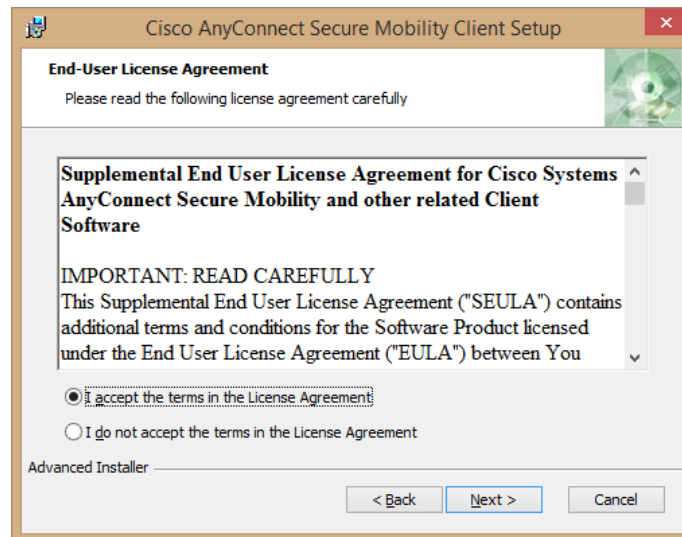 Cisco AnyConnect Secure Mobility Client Setup
End-User License Agreement
Please read the following license agreement carefully
Supplemental End User License Agreement for Cisco Systems
AnyConnect Secure Mobility and other related Client
Software
IMPORTANT: READ CAREFULLY
This Supplemental End User License Agreement ("SEULA") contains
additional terms and conditions for the Software Product licensed
under the End User License Agreement ("EULA") between You
I accept the terms in the License Agreement
I do not accept the terms in the License Agreement
Advanced Installer
< Back Next > Cancel